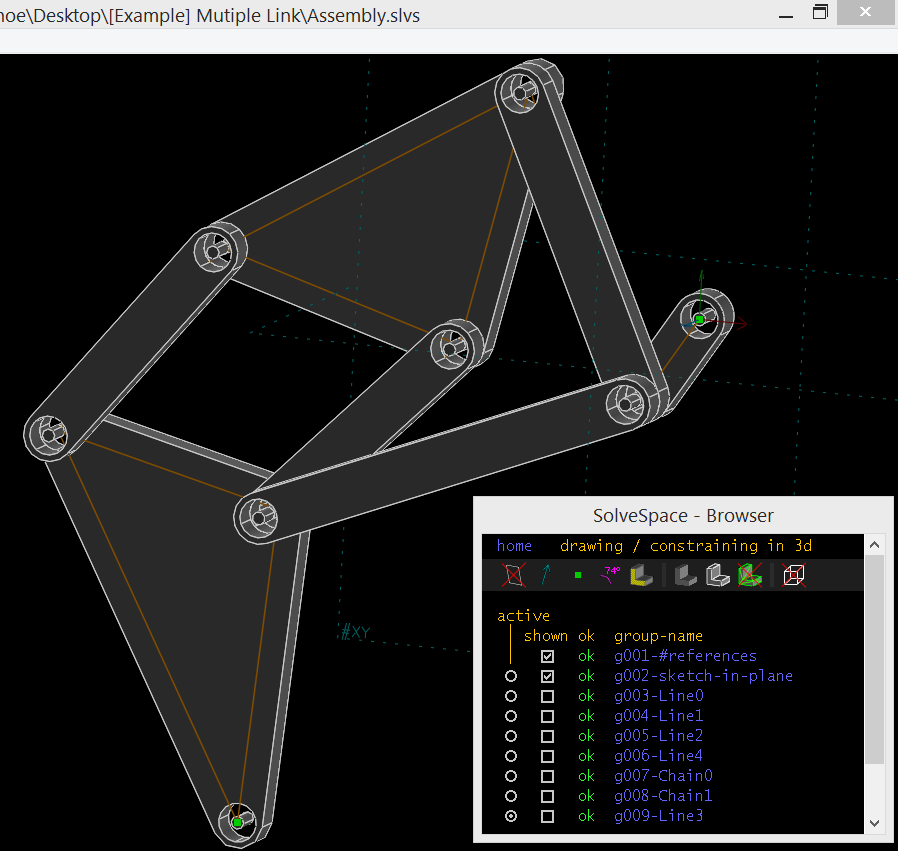 hoe\Desktop\[Example] Mutiple Link\Assembly.slvs
#XY
SolveSpace - Browser
home drawing / constraining in 3d
74°
active
shown ok group-name
ok g001-#references
ok g002-sketch-in-plane
ok g003-Line0
ok g004-Line1
ok g005-Line2
ok g006-Line4
ok g007-Chain0
ok g008-Chain1
ok g009-Line3